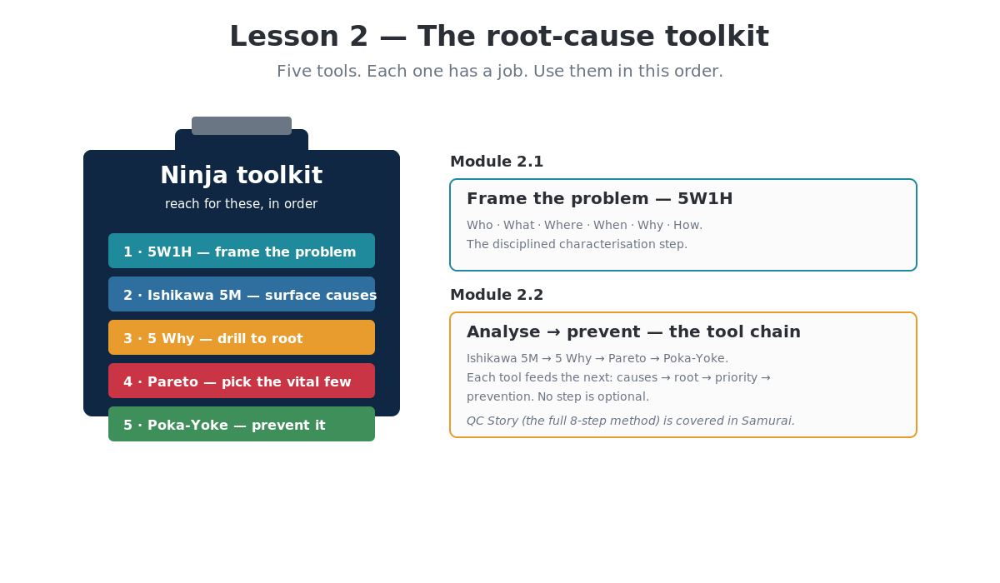 Lesson 2 — The root-cause toolkit
Five tools. Each one has a job. Use them in this order.
Ninja toolkit
reach for these, in order
1 · 5W1H — frame the problem
2 · Ishikawa 5M — surface causes
3 · 5 Why — drill to root
4 · Pareto — pick the vital few
5 · Poka-Yoke — prevent it
Module 2.1
Frame the problem — 5W1H
Who · What · Where · When · Why · How.
The disciplined characterisation step.
Module 2.2
Analyse → prevent — the tool chain
Ishikawa 5M → 5 Why → Pareto → Poka-Yoke.
Each tool feeds the next: causes → root → priority →
prevention. No step is optional.
QC Story (the full 8-step method) is covered in Samurai.